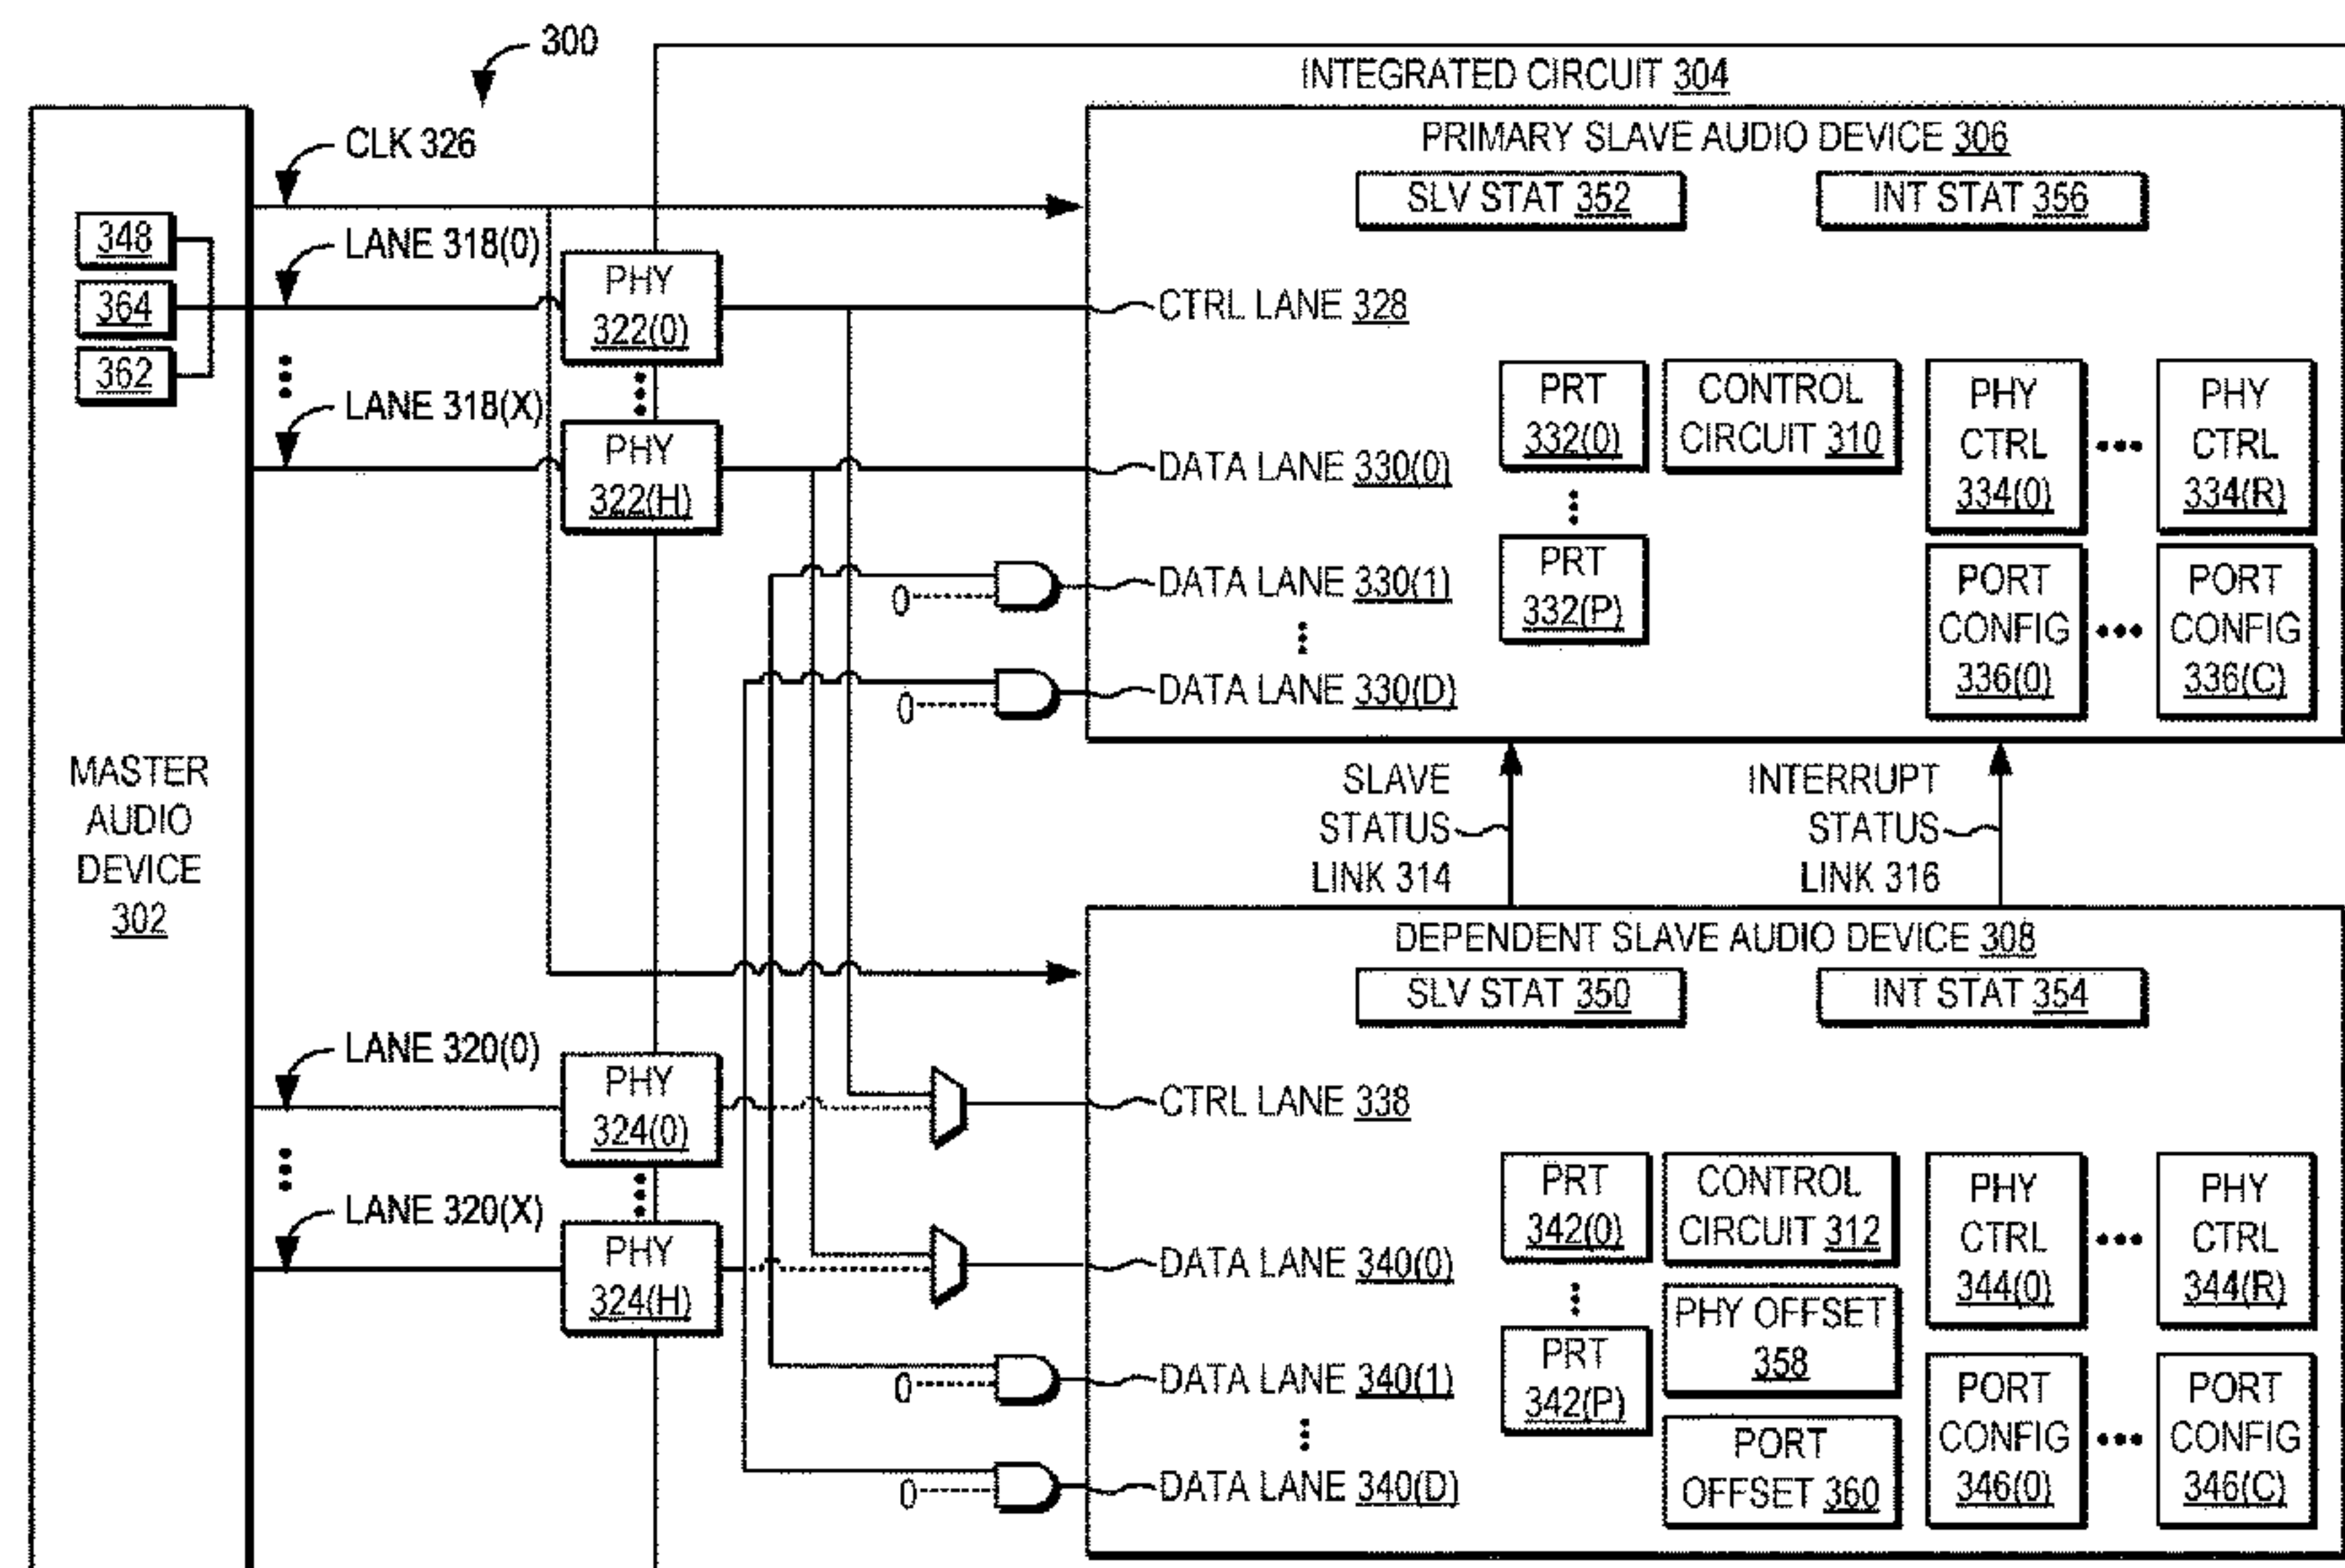 300
INTEGRATED CIRCUIT 304
CLK 326
PRIMARY SLAVE AUDIO DEVICE 306
SLV STAT 352
INT STAT 356
348
LANE 318(0)
364
PHY
322(0)
CTRL LANE 328
362
LANE 318(X)
PHY
322(H)
DATA LANE 330(0)
PRT
332(0)
CONTROL
CIRCUIT 310
PHY
CTRL
334(0)
PHY
CTRL
334(R)
0
DATA LANE 330(1)
PRT
332(P)
PORT
CONFIG
336(0)
PORT
CONFIG
336(C)
0
DATA LANE 330(D)
MASTER
AUDIO
DEVICE
302
SLAVE
STATUS
LINK 314
INTERRUPT
STATUS
LINK 316
DEPENDENT SLAVE AUDIO DEVICE 308
SLV STAT 350
INT STAT 354
LANE 320(0)
PHY
324(0)
CTRL LANE 338
LANE 320(X)
PHY
324(H)
DATA LANE 340(0)
PRT
342(0)
CONTROL
CIRCUIT 312
PHY
CTRL
344(0)
PHY
CTRL
344(R)
PHY OFFSET
358
0
DATA LANE 340(1)
PRT
342(P)
PORT
OFFSET 360
PORT
CONFIG
346(0)
PORT
CONFIG
346(C)
0
DATA LANE 340(D)